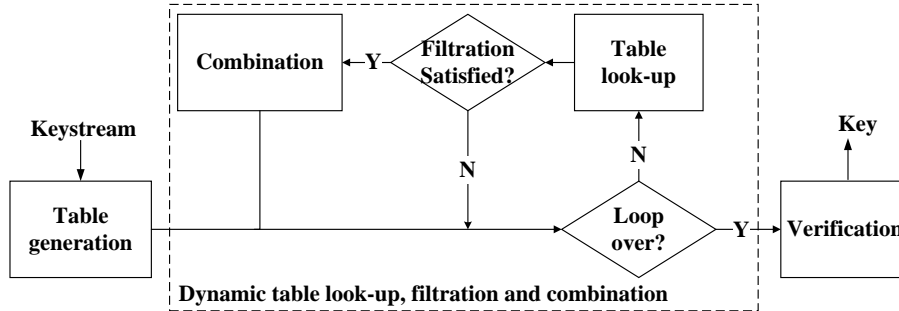 Combination
Y
Filtration
Satisfied?
Table
look-up
Keystream
N
N
Key
Table
generation
Loop
over?
Y
Verification
Dynamic table look-up, filtration and combination